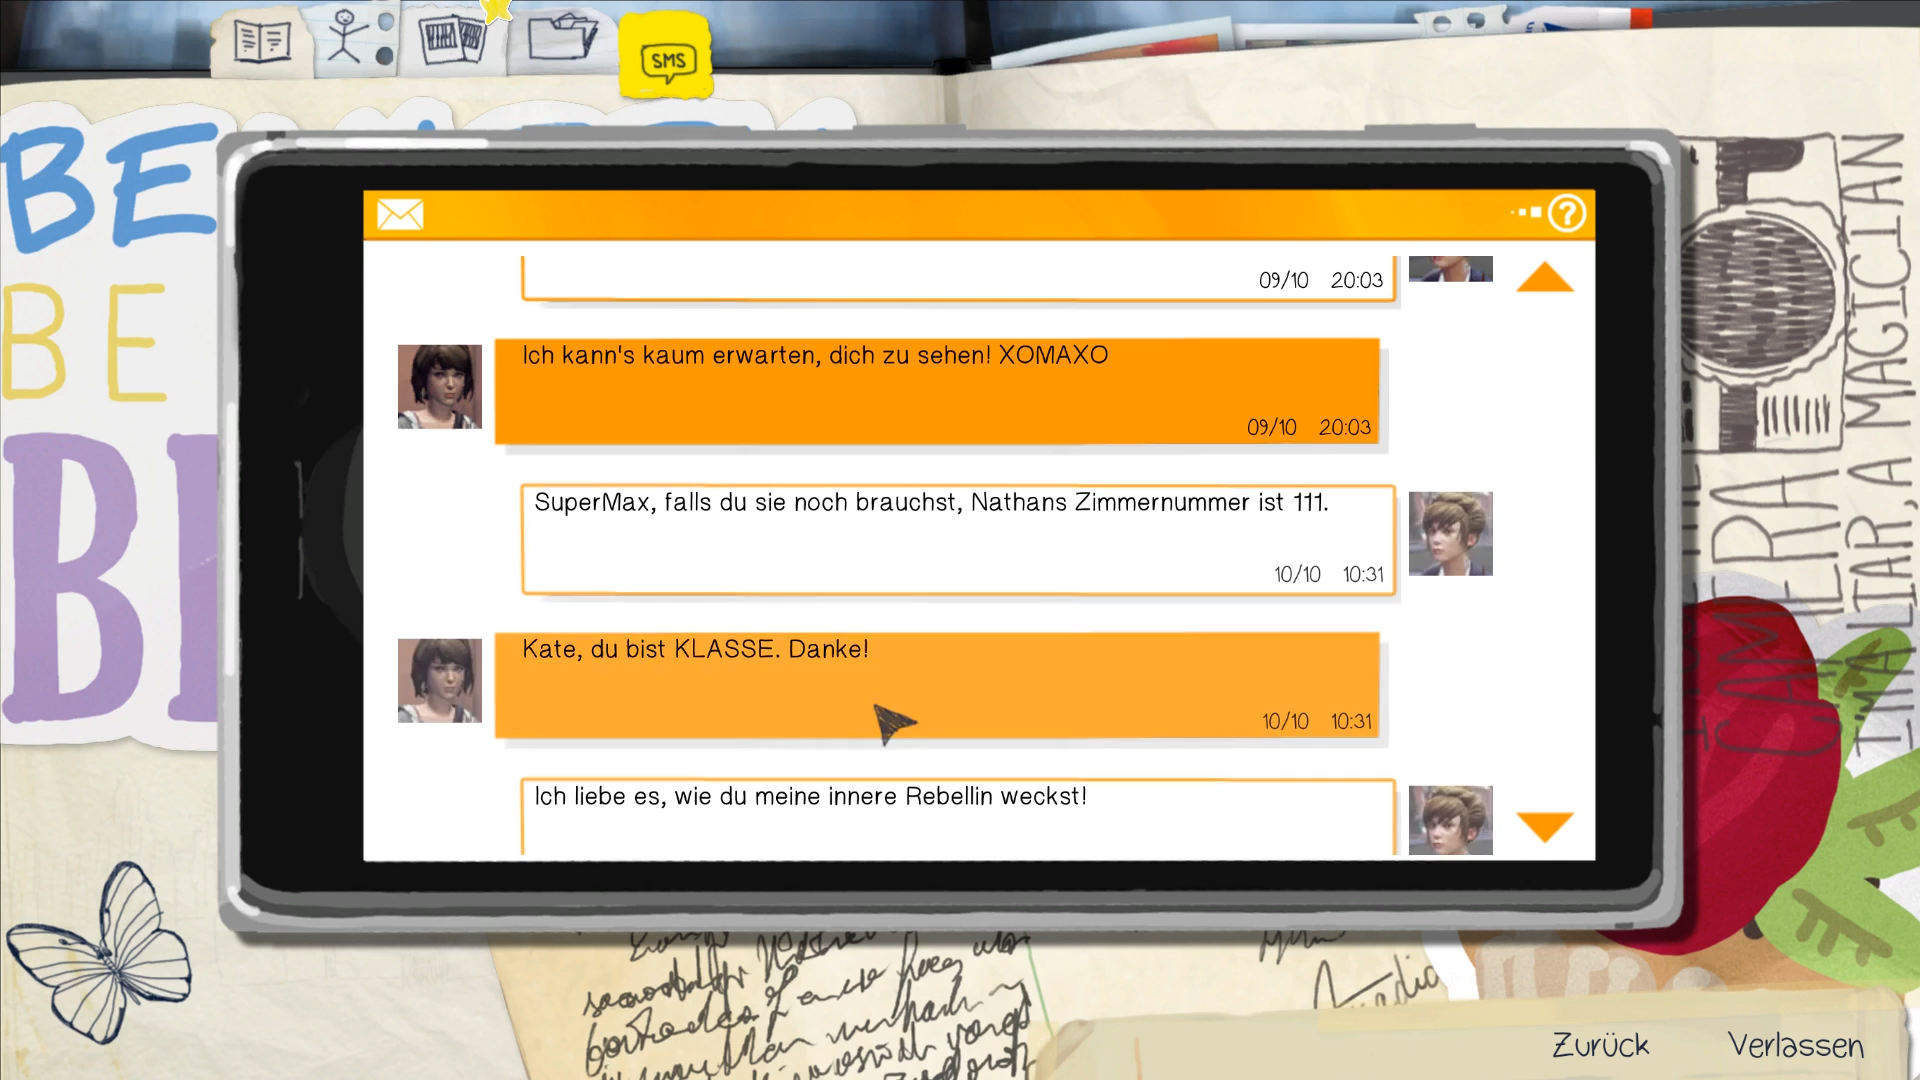 SMS
BE
BE
09/10 20:03
Ich kann's kaum erwarten, dich zu sehen! XOMAXO
09/10 20:03
SuperMax, falls du sie noch brauchst, Nathans Zimmernummer ist 111.
10/10 10:31
Kate, du bist KLASSE. Danke!
10/10 10:31
Ich liebe es, wie du meine innere Rebellin weckst!
CAMERA
LIAR, A MAGICIAN
Zurück Verlassen